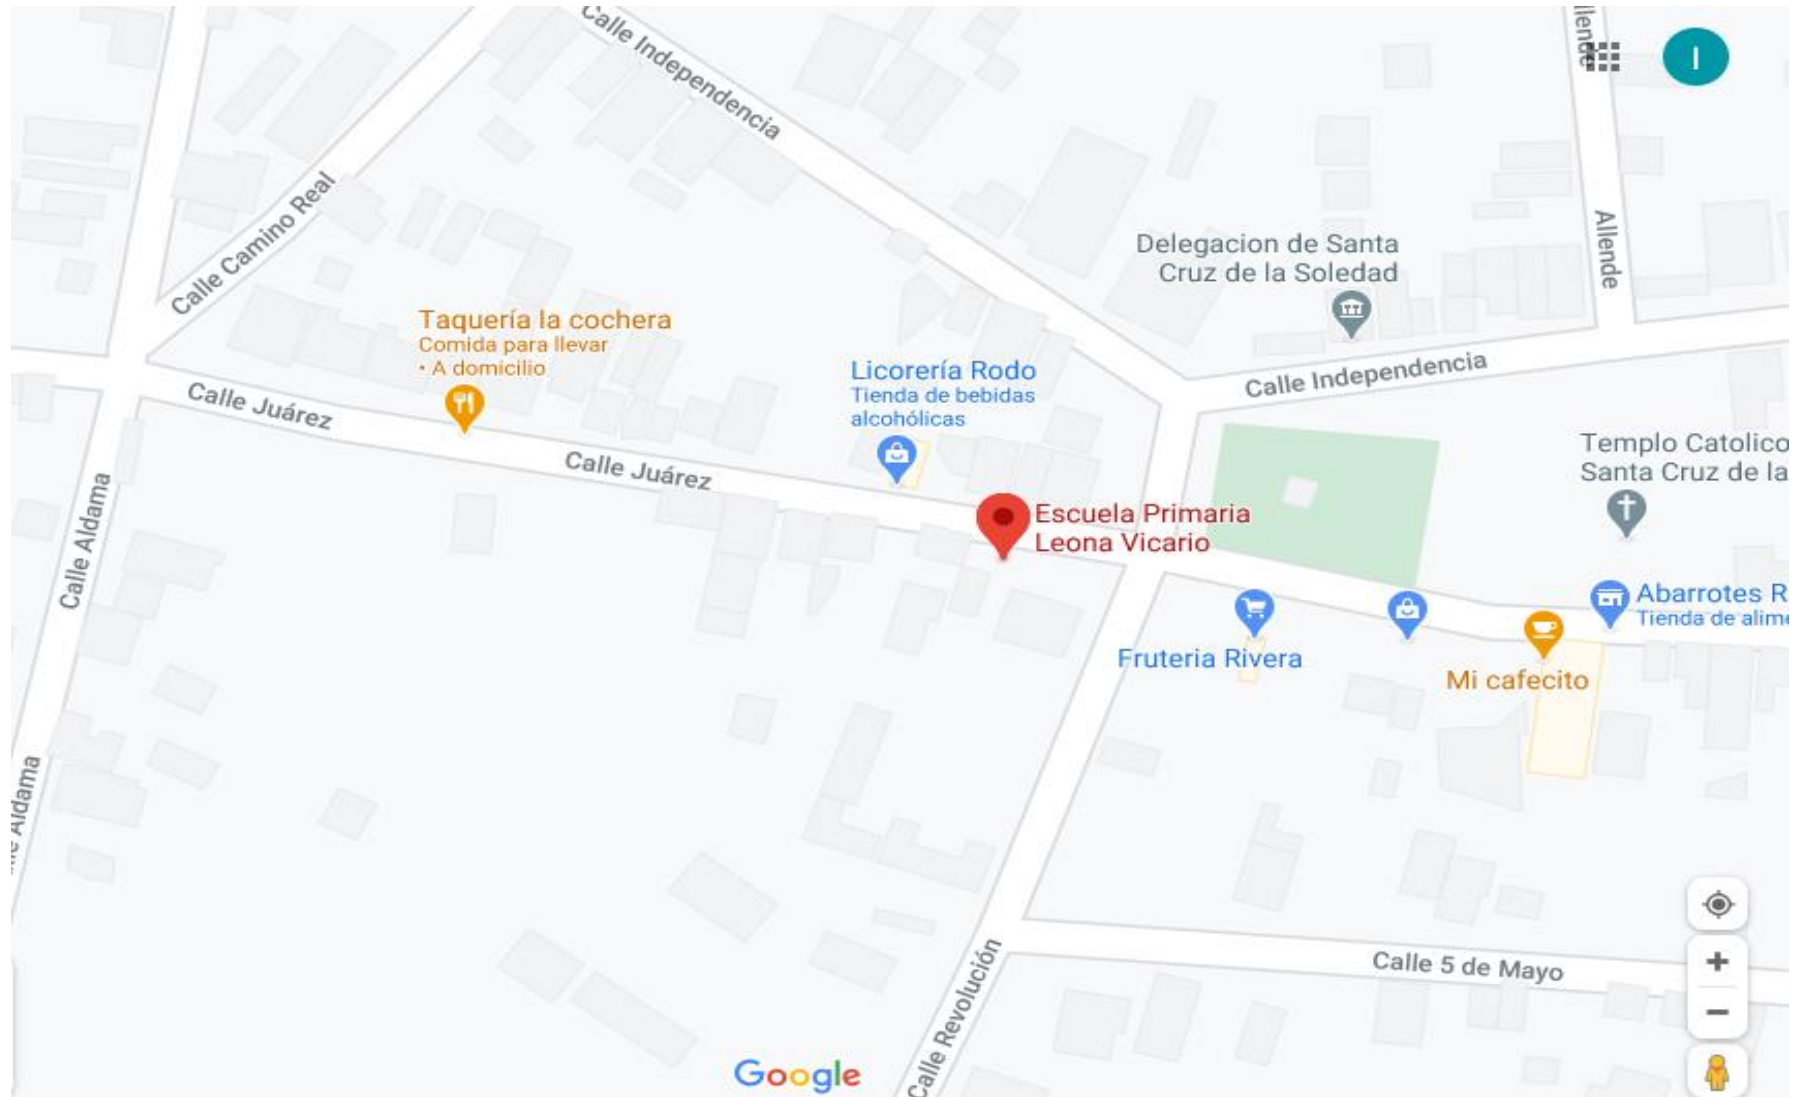 Calle Independencia
Allende
I
Calle Camino Real
Delegacion de Santa
Cruz de la Soledad
Allende
Taquería la cochera
Comida para llevar
• A domicilio
Licorería Rodo
Tienda de bebidas
alcohólicas
Calle Independencia
Calle Juárez
Calle Juárez
Templo Catolico
Santa Cruz de la
Calle Aldama
Escuela Primaria
Leona Vicario
Abarrotes R
Tienda de alime
Fruteria Rivera
Mi cafecito
Aldama
Calle 5 de Mayo
Calle Revolución
Google